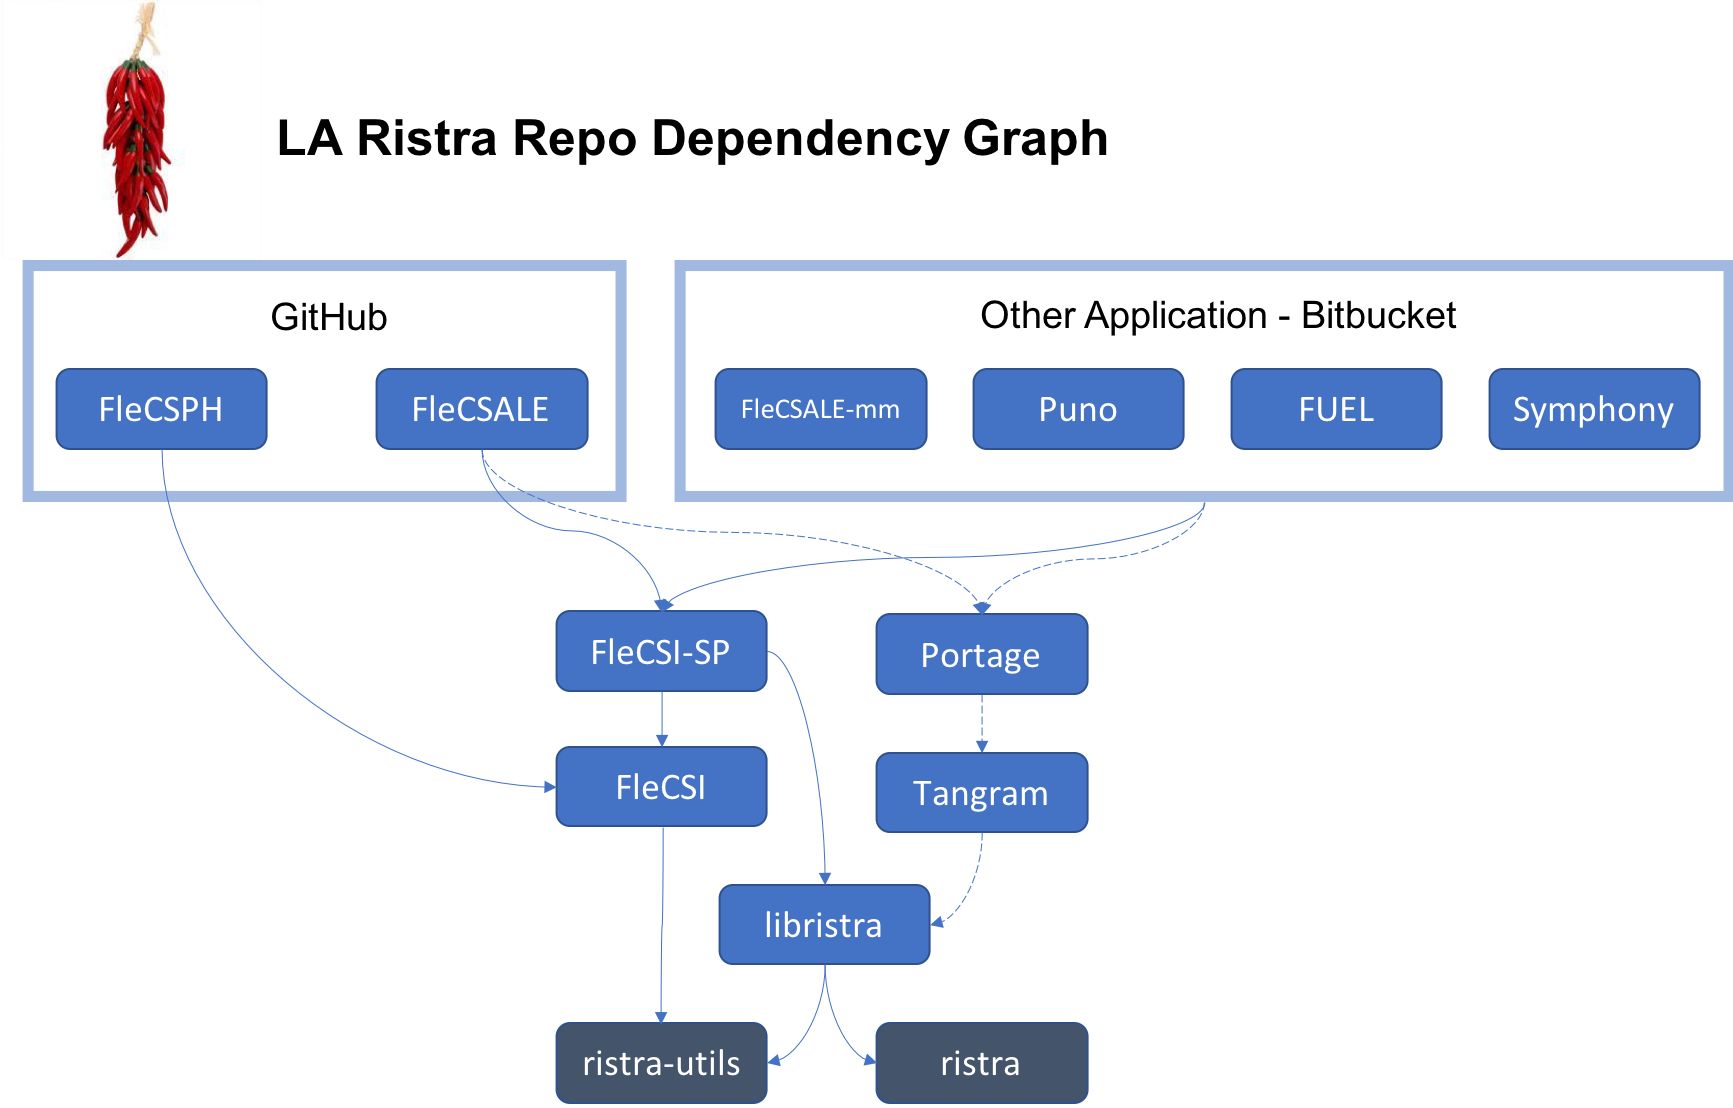 LA Ristra Repo Dependency Graph
GitHub
FleCSPH
FleCSALE
Other Application - Bitbucket
FleCSALE-mm
Puno
FUEL
Symphony
FleCSI-SP
Portage
FleCSI
Tangram
libristra
ristra-utils
ristra